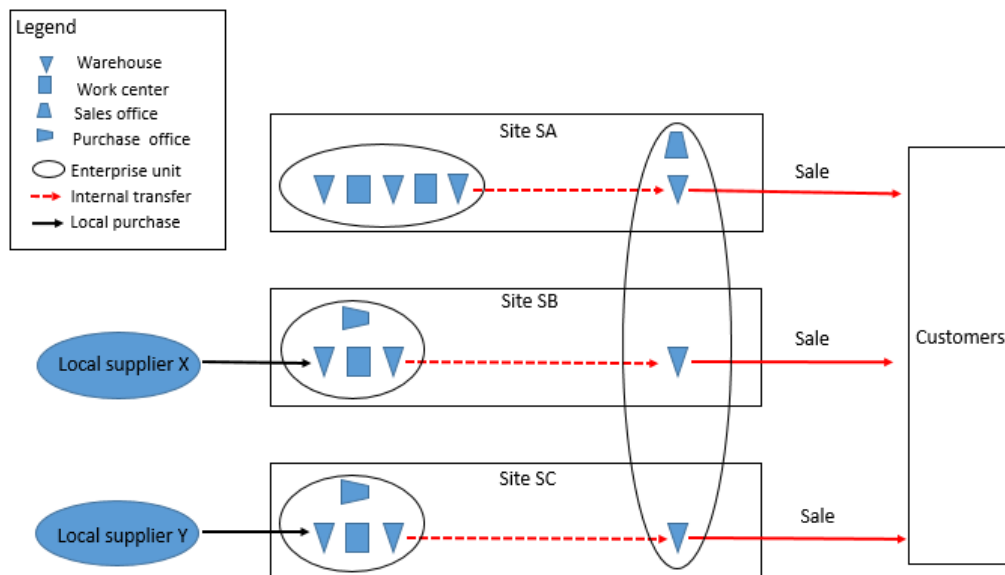 Legend
Warehouse
Work center
Sales office
Purchase office
Enterprise unit
Internal transfer
Local purchase
Site SA
Sale
Site SB
Sale
Local supplier X
Customers
Site SC
Sale
Local supplier Y